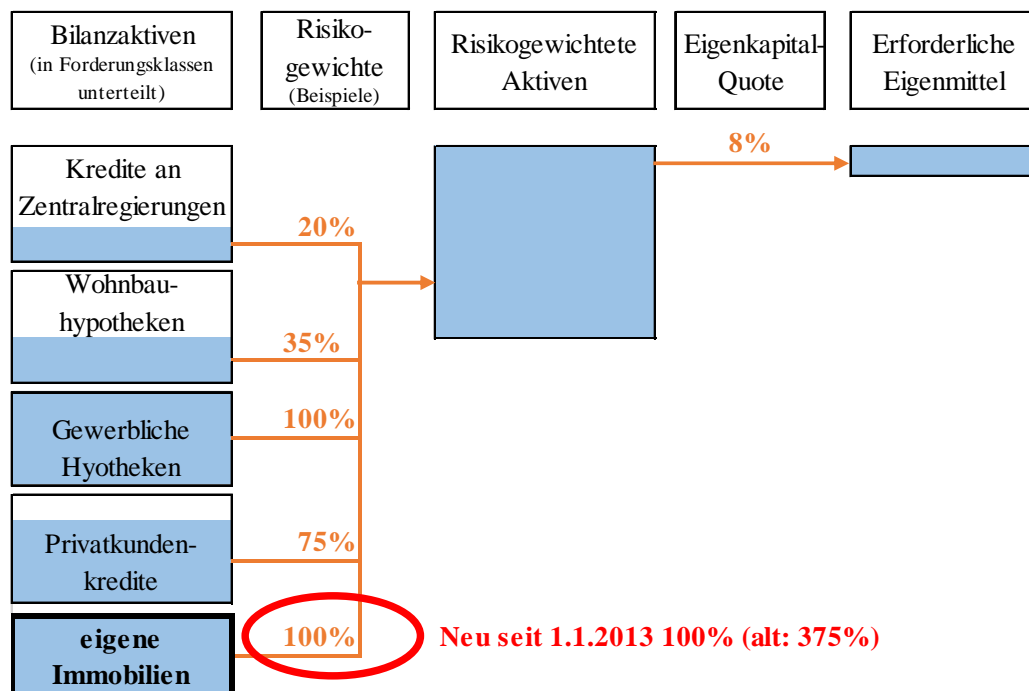 Bilanzaktiven
(in Forderungsklassen
unterteilt)
Risiko-
gewichte
(Beispiele)
Risikogewichtete
Aktiven
Eigenkapital-
Quote
Erforderliche
Eigenmittel
Kredite an
Zentralregierungen
20%
8%
Wohnbau-
hypotheken
35%
Gewerbliche
Hyotheken
100%
Privatkunden-
kredite
75%
eigene
Immobilien
100%
Neu seit 1.1.2013 100% (alt: 375%)